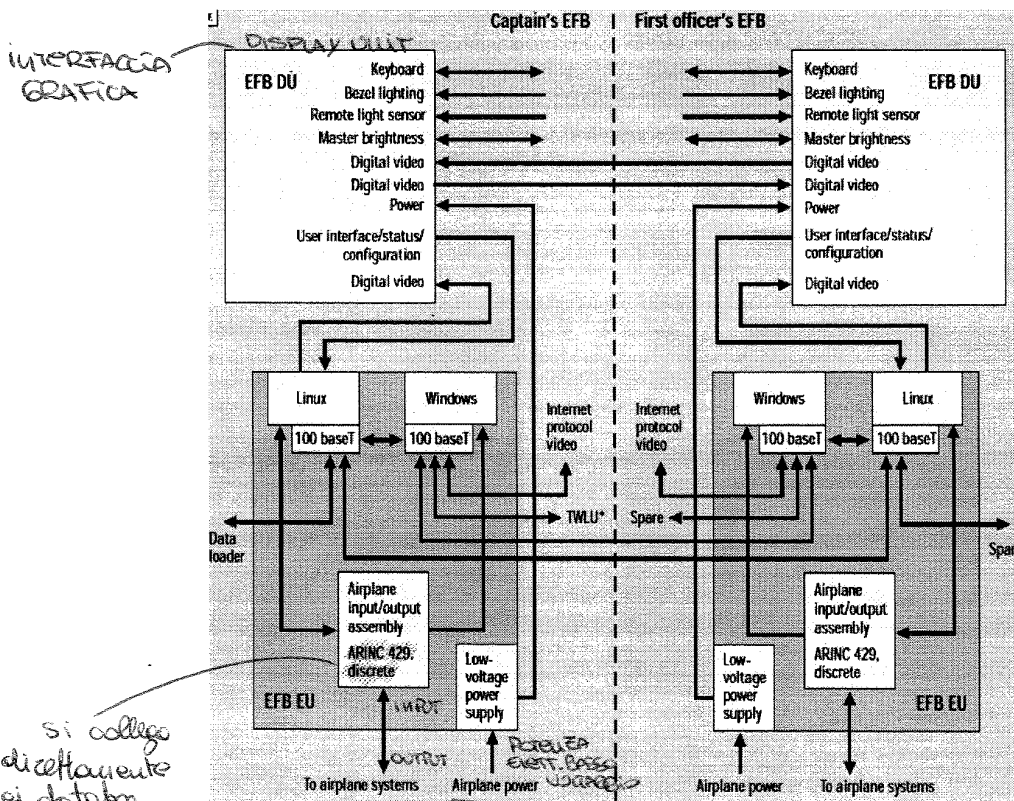 Captain's EFB
First officer's EFB
INTERFACCIA
GRAFICA
DISPLAY UNIT
EFB DU
Keyboard
Bezel lighting
Remote light sensor
Master brightness
Digital video
Digital video
Power
User interface/status/
configuration
Digital video
Keyboard
Bezel lighting
Remote light sensor
Master brightness
Digital video
Digital video
Power
User interface/status/
configuration
Digital video
EFB DU
Linux
Windows
100 baseT
100 baseT
Internet
protocol
video
Internet
protocol
video
Windows
Linux
100 baseT
100 baseT
Data
loader
TWLU*
Spare
Spar
Airplane
input/output
assembly
ARINC 429,
discrete
Low-
voltage
power
supply
EFB EU
Low-
voltage
power
supply
Airplane
input/output
assembly
ARINC 429,
discrete
EFB EU
si collega
direttamente
ai
INPUT
OUTPUT
POTENZA
ELETT. BASSO
To airplane systems
Airplane power
Airplane power
To airplane systems